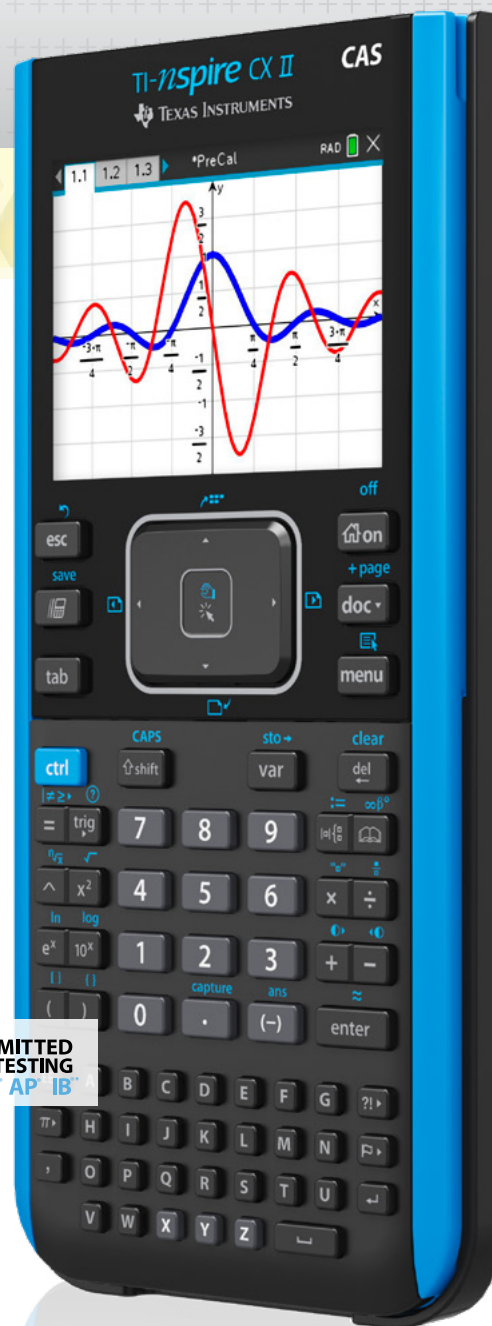 TI-nspire CX II
CAS
TEXAS INSTRUMENTS
1.1 1.2 1.3 *PreCal RAD X
y
3
2
1
1
2
x
-3·π
4
-π
2
-π
4
π
4
π
2
3·π
4
-1
2
-1
-3
2
off
esc
on
save
+page
doc
tab
menu
CAPS sto→ clear
ctrl shift var del
|≠≥▸ ? := ∞β°
= trig 7 8 9
ⁿ√x √
^ x² 4 5 6 × ÷
ln log
eˣ 10ˣ 1 2 3 + −
[ ] { } capture ans ≈
( ) 0 . (−) enter
MITTED
TESTING
AP® IB™
A B C D E F G ?!▸
π▸ H I J K L M N
, O P Q R S T U
V W X Y Z